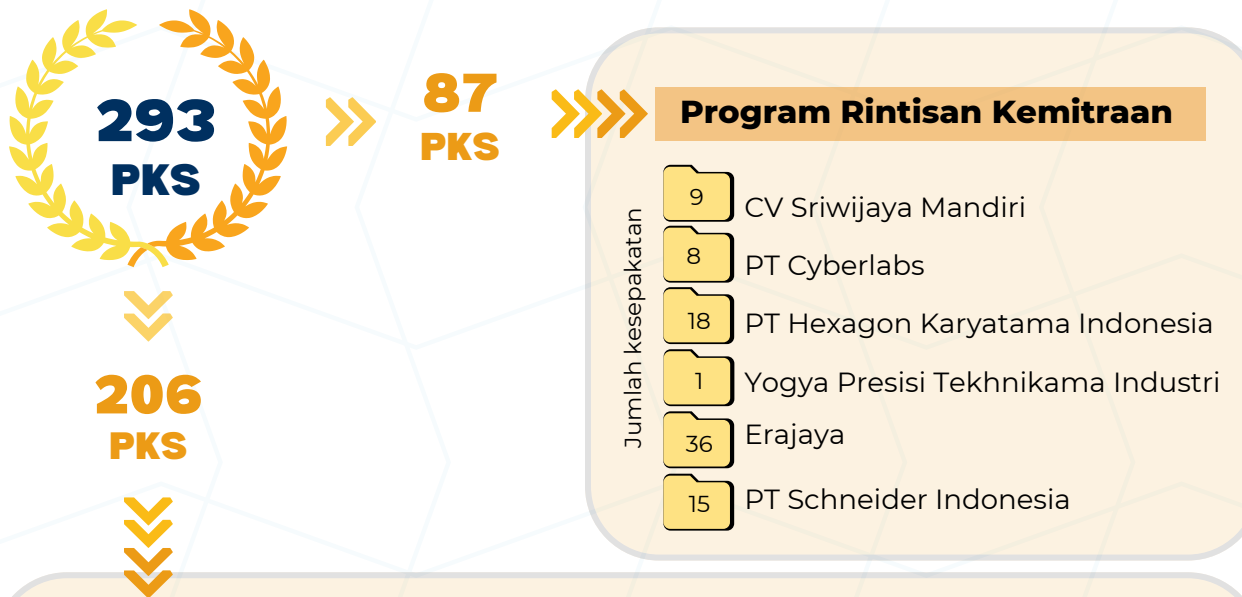 293
PKS
87
PKS
Program Rintisan Kemitraan
Jumlah kesepakatan
9 CV Sriwijaya Mandiri
8 PT Cyberlabs
18 PT Hexagon Karyatama Indonesia
1 Yogya Presisi Tekhnikama Industri
36 Erajaya
15 PT Schneider Indonesia
206
PKS